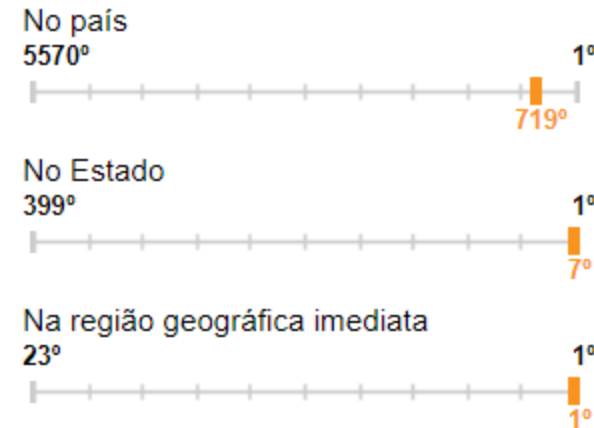 No país
5570º 1º
719º
No Estado
399º 1º
7º
Na região geográfica imediata
23º 1º
1º